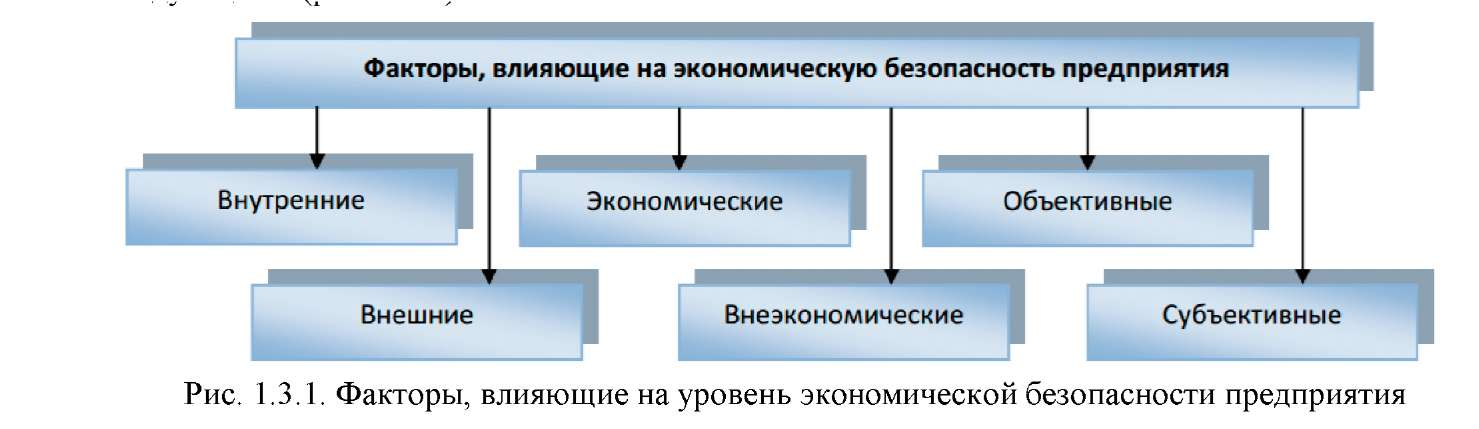 Факторы, влияющие на экономическую безопасность предприятия
Внутренние
Экономические
Объективные
Внешние
Внеэкономические
Субъективные
Рис. 1.3.1. Факторы, влияющие на уровень экономической безопасности предприятия